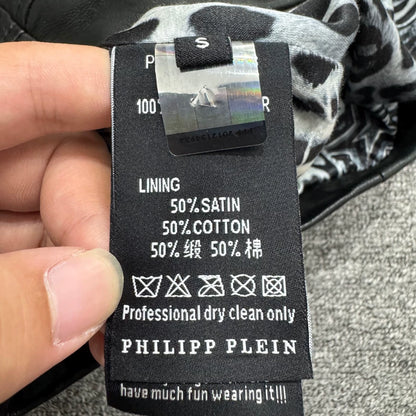 S
P
100% R
LINING
50% SATIN
50% COTTON
50% 缎 50% 棉
Professional dry clean only
PHILIPP PLEIN
have much fun wearing it!!!